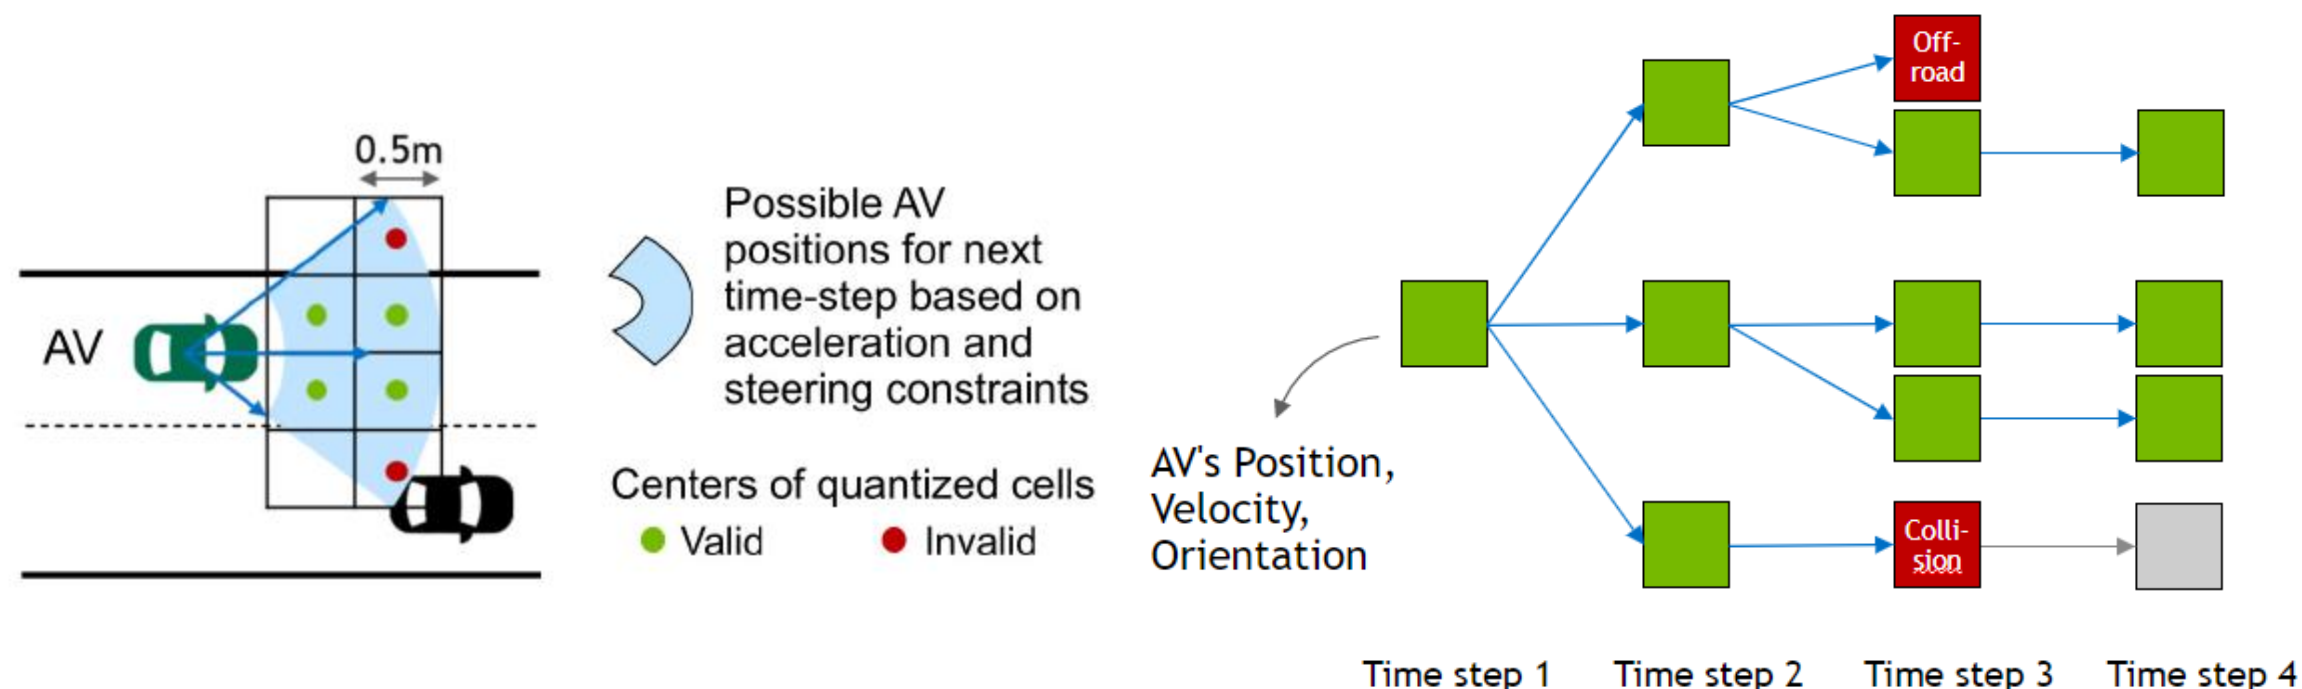 0.5m
AV
Possible AV
positions for next
time-step based on
acceleration and
steering constraints
Centers of quantized cells
Valid
Invalid
AV's Position,
Velocity,
Orientation
Off-
road
Colli-
sion
Time step 1
Time step 2
Time step 3
Time step 4